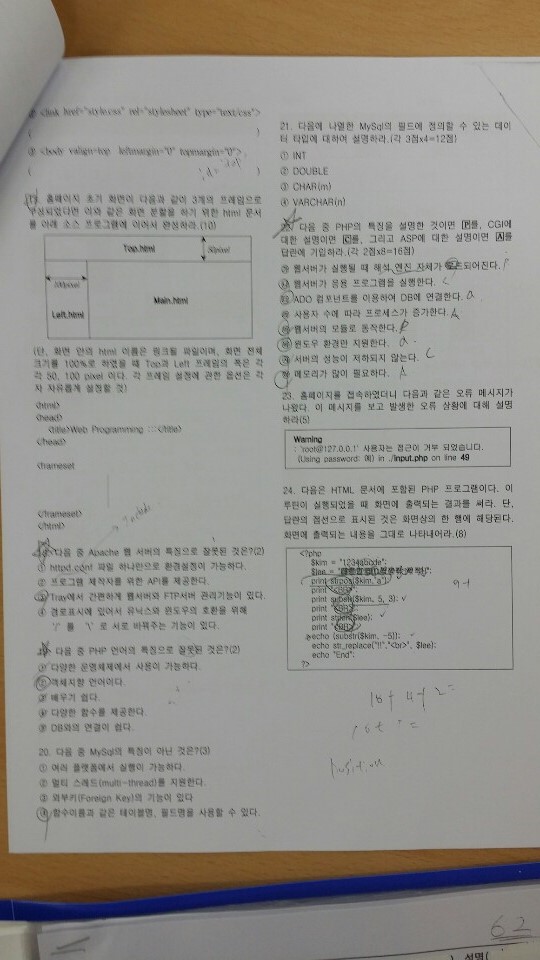 ② <link href="style.css" rel="stylesheet" type="text/css">
( )
③ <body valign=top leftmargin="0" topmargin="0">
( )
17. 홈페이지 초기 화면이 다음과 같이 3개의 프레임으로
구성되었다면 이와 같은 화면 분할을 하기 위한 html 문서
를 아래 소스 프로그램에 이어서 완성하라.(10)
Top.html
50pixel
100pixel
Left.html
Main.html
(단, 화면 안의 html 이름은 링크될 파일이며, 화면 전체
크기를 100%로 하였을 때 Top과 Left 프레임의 폭은 각
각 50, 100 pixel 이다. 각 프레임 설정에 관한 옵션은 각
자 자유롭게 설정할 것)
<html>
<head>
<title>Web Programming :::</title>
</head>
<frameset
</frameset>
</html>
다음 중 Apache 웹 서버의 특징으로 잘못된 것은?(2)
① httpd.conf 파일 하나만으로 환경설정이 가능하다.
② 프로그램 제작자를 위한 API를 제공한다.
③ Tray에서 간편하게 웹서버와 FTP서버 관리기능이 있다.
④ 경로표시에 있어서 유닉스와 윈도우의 호환을 위해
'/' 를 '\' 로 서로 바꿔주는 기능이 있다.
다음 중 PHP 언어의 특징으로 잘못된 것은?(2)
① 다양한 운영체제에서 사용이 가능하다.
② 객체지향 언어이다.
③ 배우기 쉽다.
④ 다양한 함수를 제공한다.
⑤ DB와의 연결이 쉽다.
20. 다음 중 MySql의 특징이 아닌 것은?(3)
① 여러 플랫폼에서 실행이 가능하다.
② 멀티 스레드(multi-thread)를 지원한다.
③ 외부키(Foreign Key)의 기능이 있다
④ 함수이름과 같은 테이블명, 필드명을 사용할 수 있다.
21. 다음에 나열한 MySql의 필드에 정의할 수 있는 데이
터 타입에 대하여 설명하라.(각 3점x4=12점)
① INT
② DOUBLE
③ CHAR(m)
④ VARCHAR(n)
다음 중 PHP의 특징을 설명한 것이면 P를, CGI에
대한 설명이면 C를, 그리고 ASP에 대한 설명이면 A를
답란에 기입하라.(각 2점x8=16점)
웹서버가 실행될 때 해석 엔진 자체가 로드되어진다.
웹서버가 응용 프로그램을 실행한다. C
ADO 컴포넌트를 이용하여 DB에 연결한다. a
사용자 수에 따라 프로세스가 증가한다. A
웹서버의 모듈로 동작한다.
윈도우 환경만 지원한다. a
서버의 성능이 저하되지 않는다. C
메모리가 많이 필요하다. A
23. 홈페이지를 접속하였더니 다음과 같은 오류 메시지가
나왔다. 이 메시지를 보고 발생한 오류 상황에 대해 설명
하라(5)
Warning
: 'root@127.0.0.1' 사용자는 접근이 거부 되었습니다.
(Using password: 예) in ./input.php on line 49
24. 다음은 HTML 문서에 포함된 PHP 프로그램이다. 이
루틴이 실행되었을 때 화면에 출력되는 결과를 써라. 단,
답란의 점선으로 표시된 것은 화면상의 한 행에 해당된다.
화면에 출력되는 내용을 그대로 나타내어라.(8)
<?php
$kim = "1234abcde";
$lee =
print strpos($kim,"a");
print
print substr($kim, 5, 3);
print
print strlen($lee);
print
echo (substr($kim, -5));
echo str_replace("!!","<br>", $lee);
echo "End";
?>
18+4+2=
62
설명(